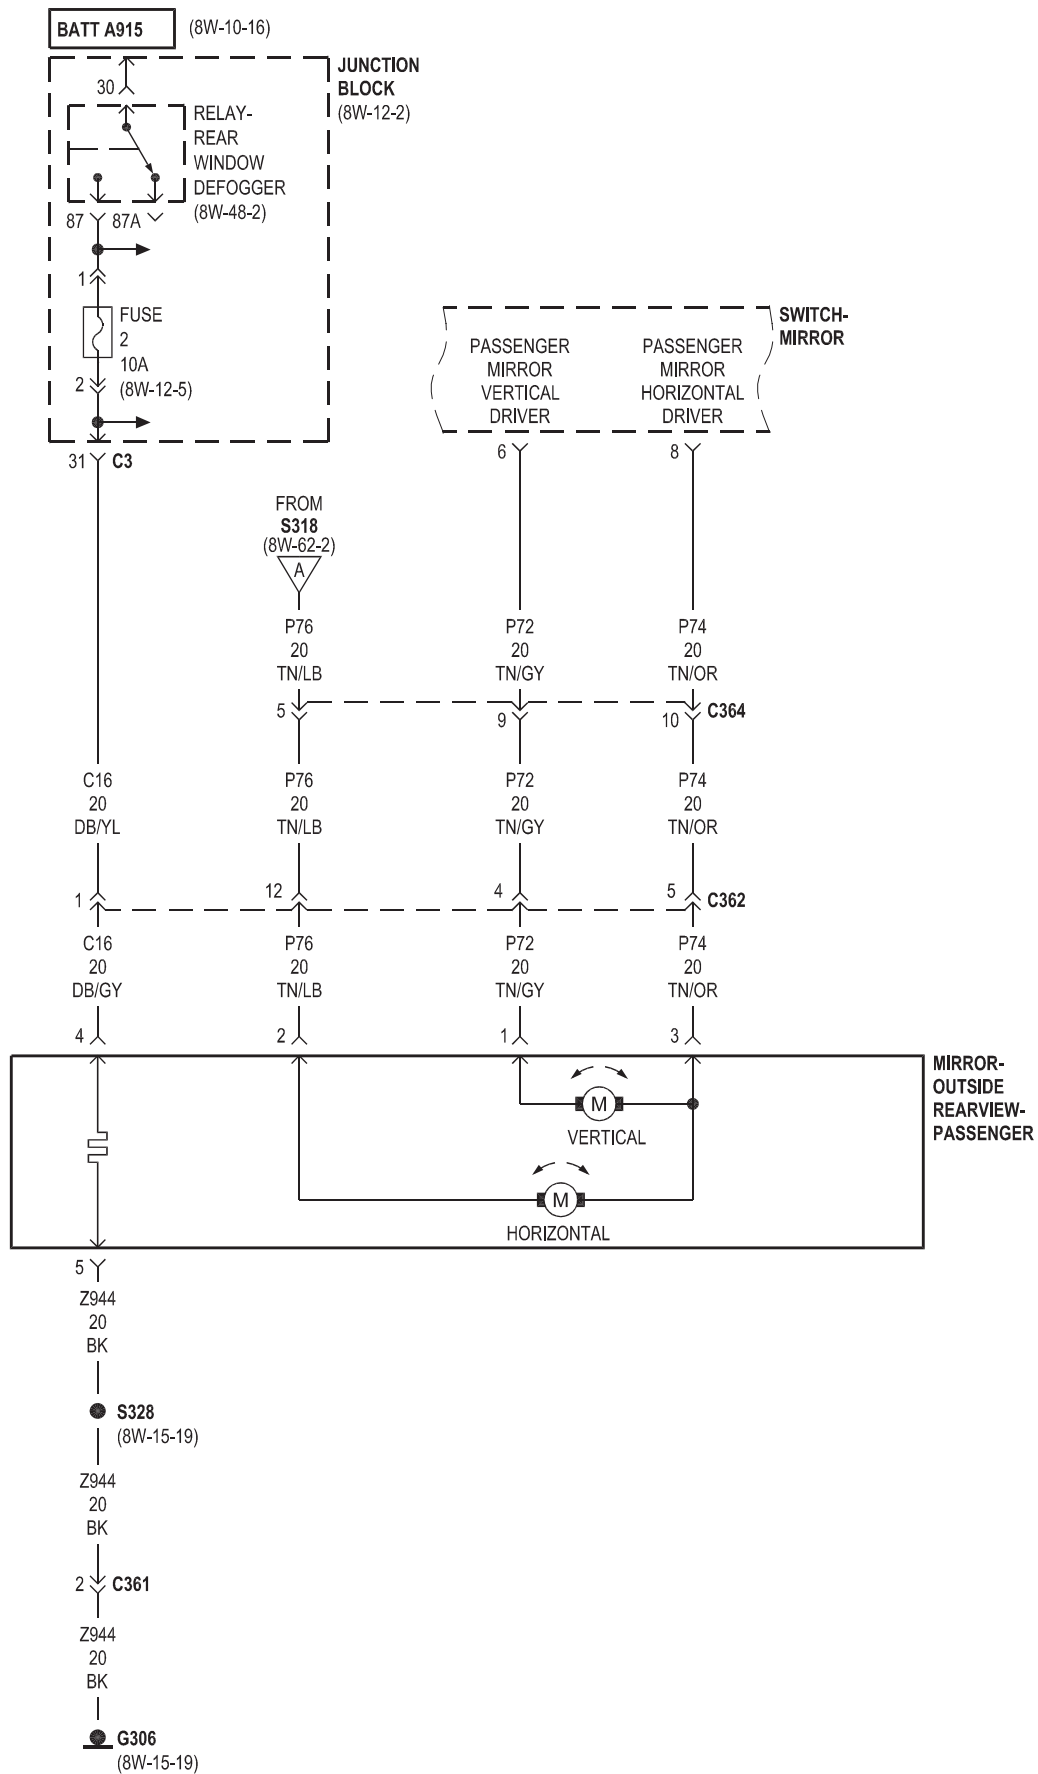 BATT A915
(8W-10-16)
JUNCTION
BLOCK
(8W-12-2)
30
RELAY-
REAR
WINDOW
DEFOGGER
(8W-48-2)
87
87A
1
FUSE
2
10A
(8W-12-5)
2
31
C3
SWITCH-
MIRROR
PASSENGER
MIRROR
VERTICAL
DRIVER
PASSENGER
MIRROR
HORIZONTAL
DRIVER
6
8
FROM
S318
(8W-62-2)
A
P76
20
TN/LB
P72
20
TN/GY
P74
20
TN/OR
5
9
10
C364
C16
20
DB/YL
P76
20
TN/LB
P72
20
TN/GY
P74
20
TN/OR
1
12
4
5
C362
C16
20
DB/GY
P76
20
TN/LB
P72
20
TN/GY
P74
20
TN/OR
4
2
1
3
MIRROR-
OUTSIDE
REARVIEW-
PASSENGER
M
VERTICAL
M
HORIZONTAL
5
Z944
20
BK
S328
(8W-15-19)
Z944
20
BK
2
C361
Z944
20
BK
G306
(8W-15-19)